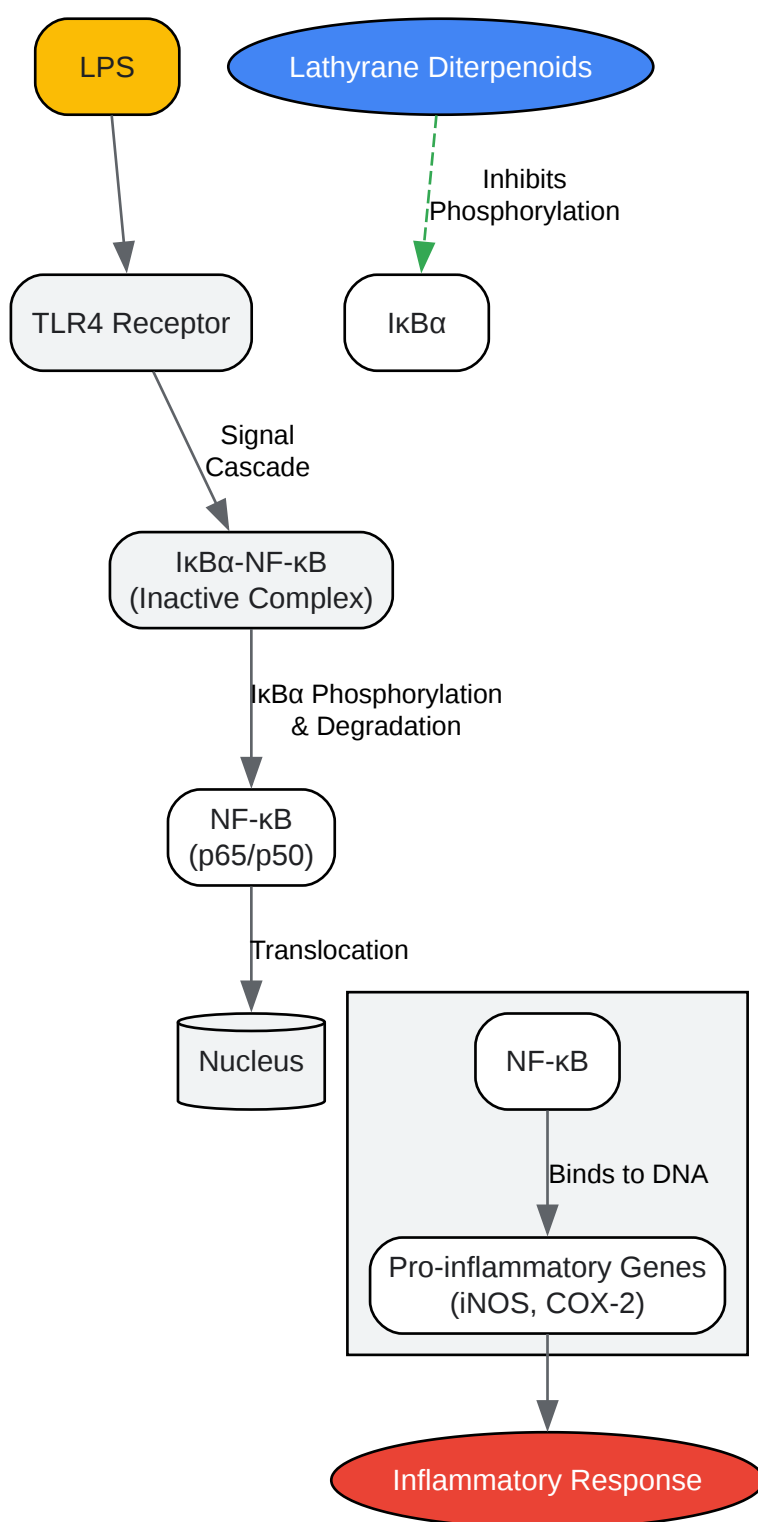 LPS
Lathyrane Diterpenoids
Inhibits
Phosphorylation
TLR4 Receptor
IκBα
Signal
Cascade
IκBα-NF-κB
(Inactive Complex)
IκBα Phosphorylation
& Degradation
NF-κB
(p65/p50)
Translocation
Nucleus
NF-κB
Binds to DNA
Pro-inflammatory Genes
(iNOS, COX-2)
Inflammatory Response